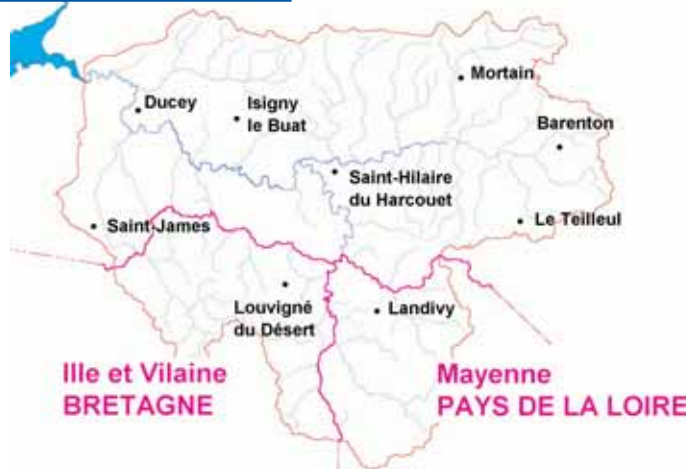 Mortain
Ducey
Isigny
le Buat
Barenton
Saint-Hilaire
du Harcouet
Saint-James
Le Teilleul
Louvigné
du Désert
Landivy
Ille et Vilaine
BRETAGNE
Mayenne
PAYS DE LA LOIRE